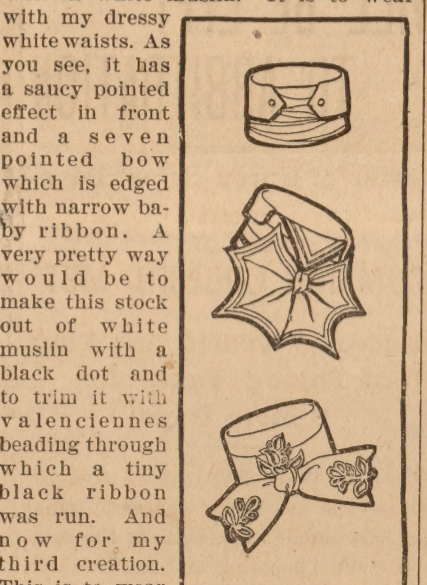 with my dressy
white waists. As
you see, it has
a saucy pointed
effect in front
and a seven
pointed bow
which is edged
with narrow ba-
by ribbon. A
very pretty way
would be to
make this stock
out of white
muslin with a
black dot and
to trim it with
valenciennes
beading through
which a tiny
black ribbon
was run. And
now for my
third creation.